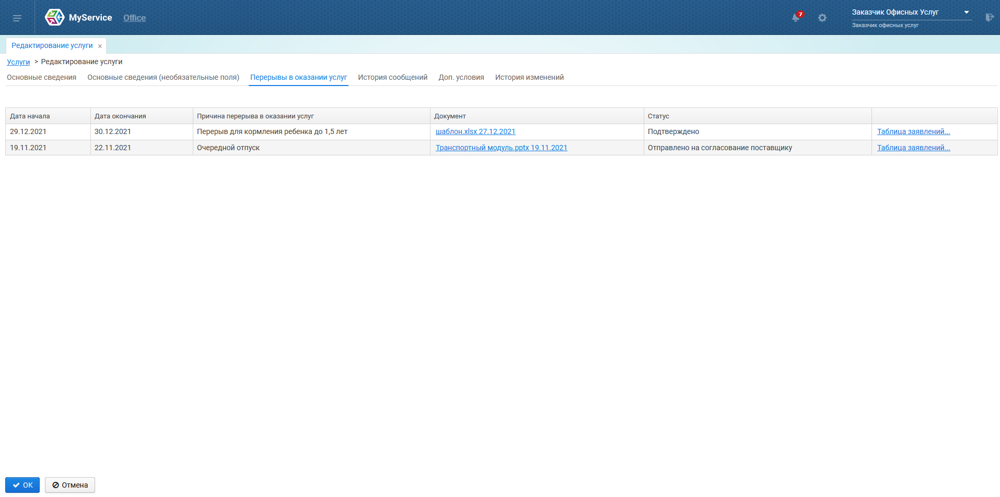 MyService Office
7
Заказчик Офисных Услуг
Заказчик офисных услуг
Редактирование услуги ×
Услуги > Редактирование услуги
Основные сведения Основные сведения (необязательные поля) Перерывы в оказании услуг История сообщений Доп. условия История изменений
Дата начала Дата окончания Причина перерыва в оказании услуг Документ Статус
29.12.2021 30.12.2021 Перерыв для кормления ребенка до 1,5 лет шаблон.xlsx 27.12.2021 Подтверждено Таблица заявлений...
19.11.2021 22.11.2021 Очередной отпуск Транспортный модуль.pptx 19.11.2021 Отправлено на согласование поставщику Таблица заявлений...
ОК Отмена